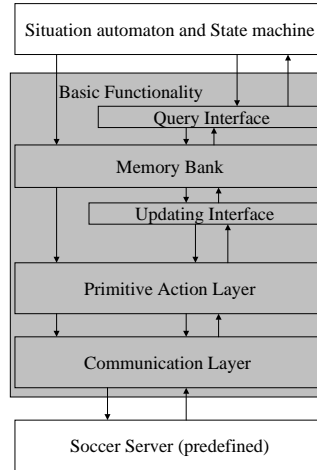 Situation automaton and State machine
Basic Functionality
Query Interface
Memory Bank
Updating Interface
Primitive Action Layer
Communication Layer
Soccer Server (predefined)